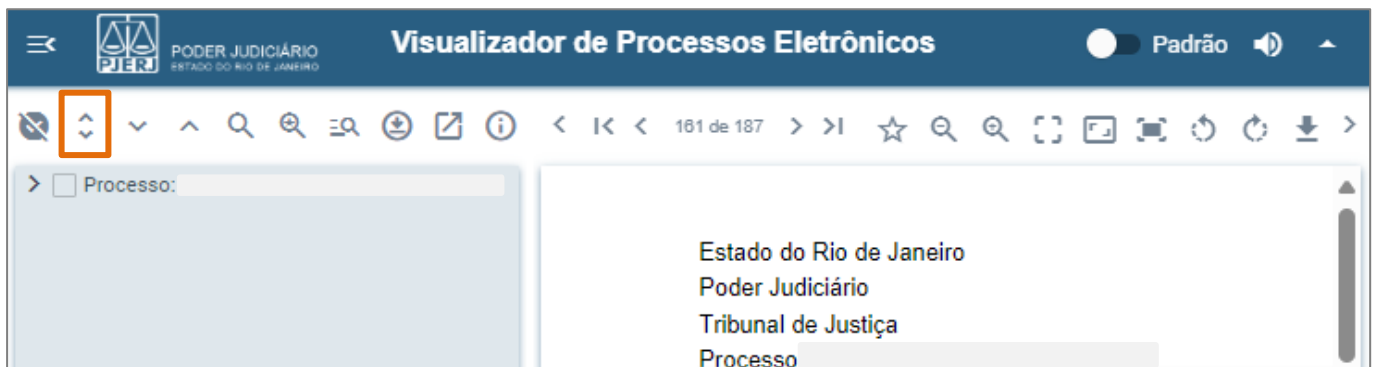 PJERJ
PODER JUDICIÁRIO
ESTADO DO RIO DE JANEIRO
Visualizador de Processos Eletrônicos
Padrão
161 de 187
Processo:
Estado do Rio de Janeiro
Poder Judiciário
Tribunal de Justiça
Processo